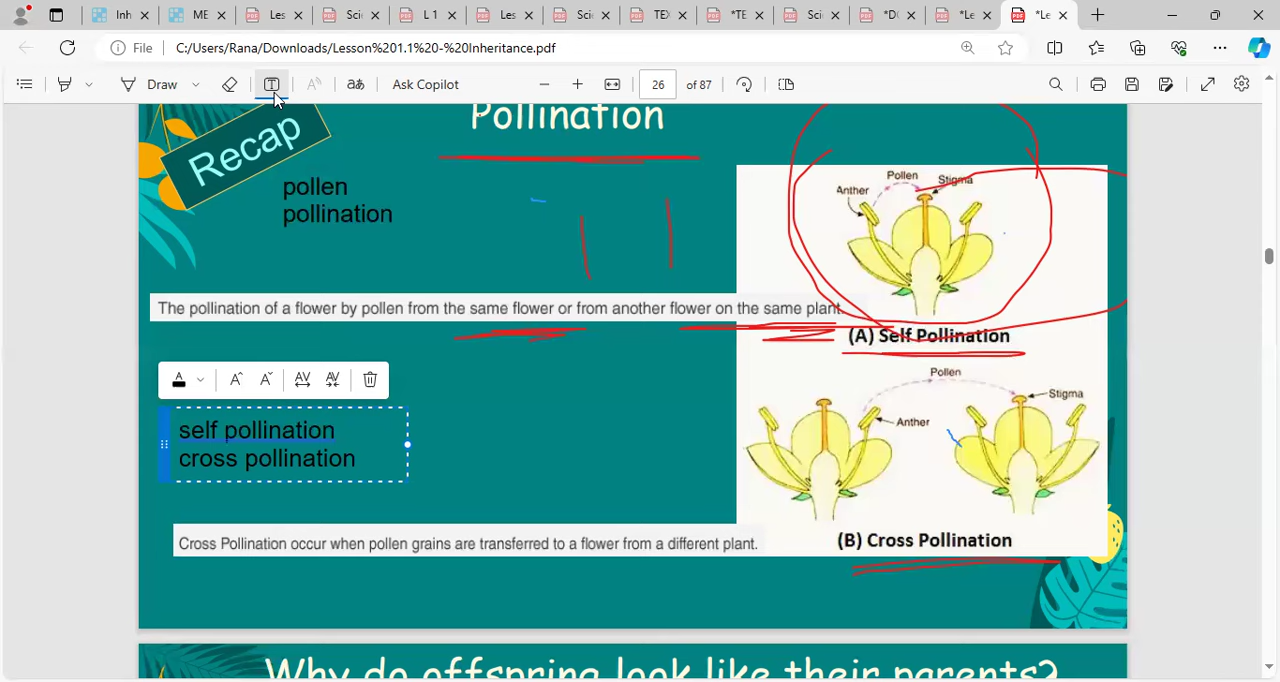 Inh
ME
Les
Scie
L 1
Les
Sci
TEX
*TE
Sci
*D(
*Le
*Le
File
C:/Users/Rana/Downloads/Lesson%201.1%20-%20Inheritance.pdf
Draw
aあ
Ask Copilot
26 of 87
Pollination
Recap
pollen
pollination
Pollen
Stigma
Anther
The pollination of a flower by pollen from the same flower or from another flower on the same plant.
(A) Self Pollination
self pollination
cross pollination
Pollen
Stigma
Anther
Cross Pollination occur when pollen grains are transferred to a flower from a different plant.
(B) Cross Pollination
Why do offspring look like their parents?